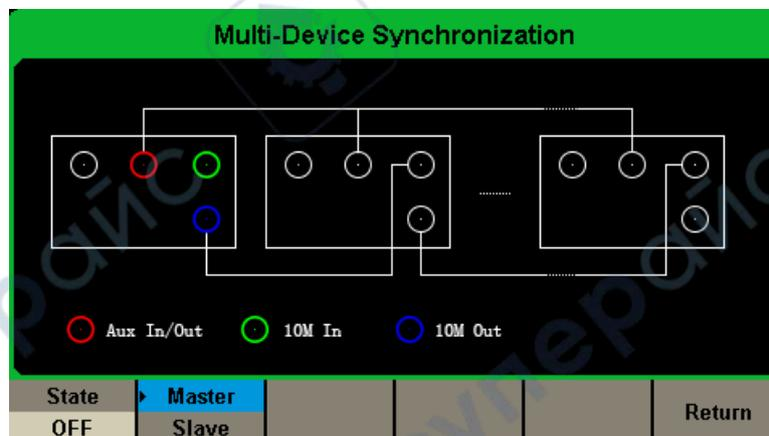 Multi-Device Synchronization
Aux In/Out 10M In 10M Out
State Master
OFF Slave
Return